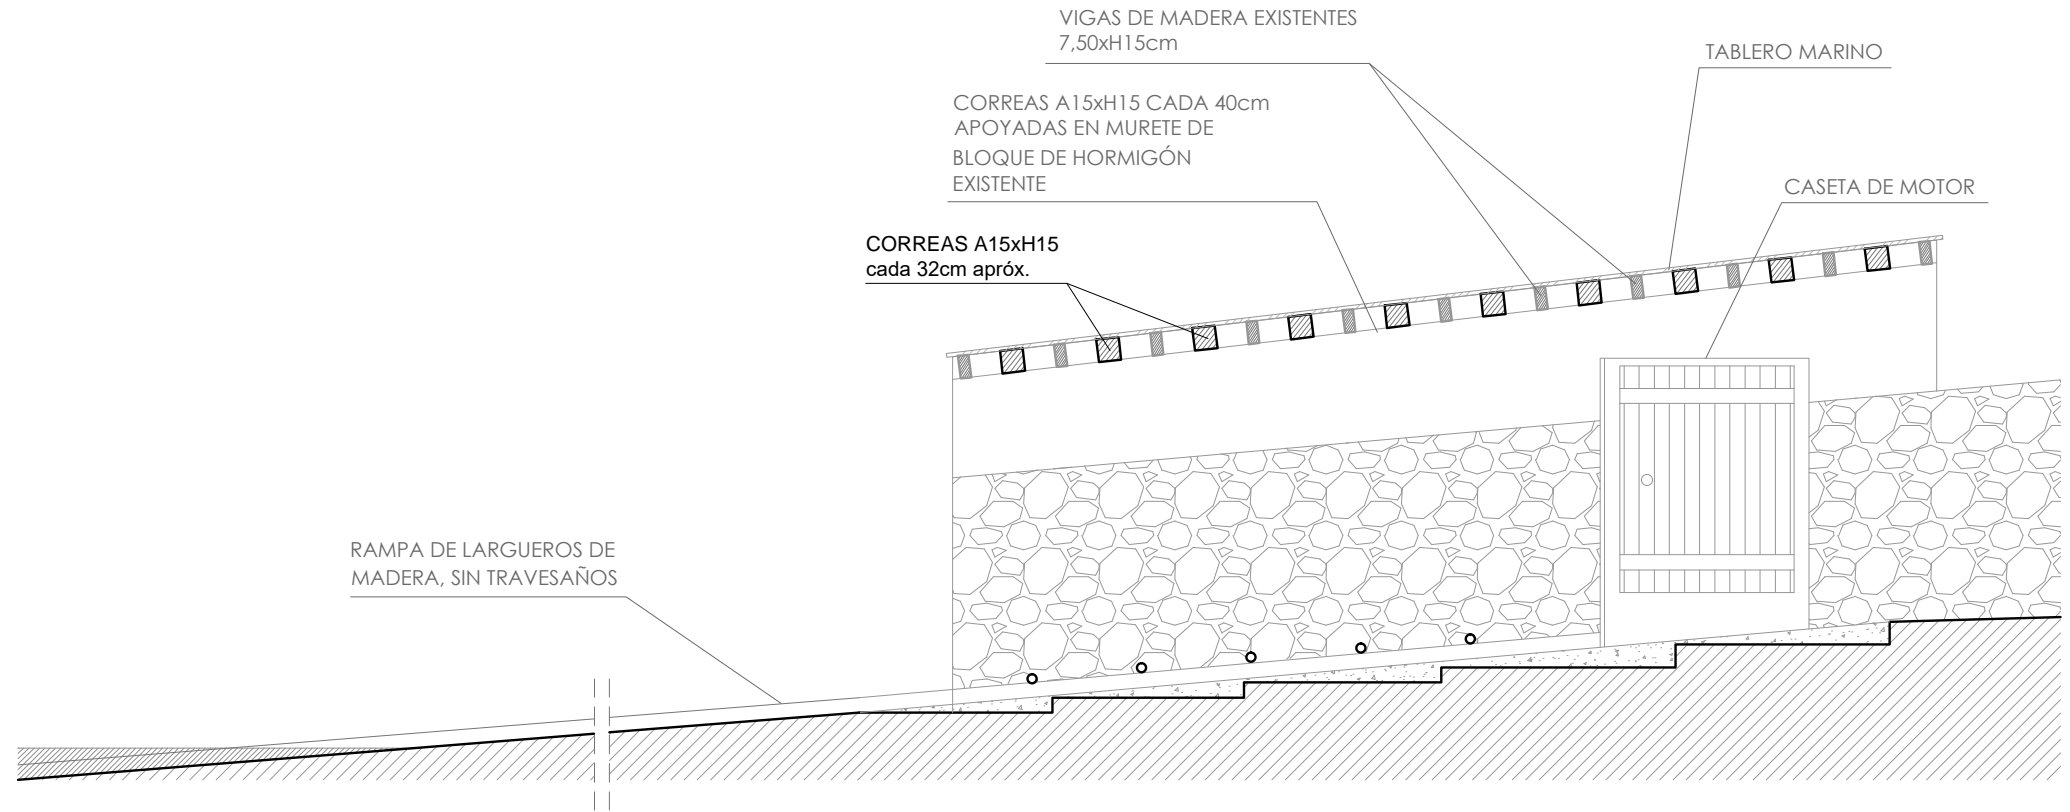 VIGAS DE MADERA EXISTENTES
7,50xH15cm
TABLERO MARINO
CORREAS A15xH15 CADA 40cm
APOYADAS EN MURETE DE
BLOQUE DE HORMIGÓN
EXISTENTE
CASETA DE MOTOR
CORREAS A15xH15
cada 32cm apróx.
RAMPA DE LARGUEROS DE
MADERA, SIN TRAVESAÑOS